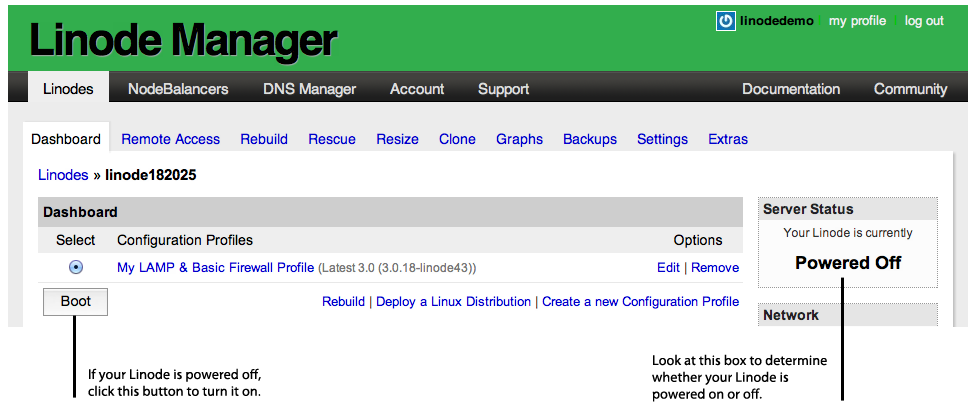 linodedemo my profile log out
Linode Manager
Linodes NodeBalancers DNS Manager Account Support Documentation Community
Dashboard Remote Access Rebuild Rescue Resize Clone Graphs Backups Settings Extras
Linodes » linode182025
Dashboard
Select Configuration Profiles Options
My LAMP & Basic Firewall Profile (Latest 3.0 (3.0.18-linode43)) Edit | Remove
Boot Rebuild | Deploy a Linux Distribution | Create a new Configuration Profile
Server Status
Your Linode is currently
Powered Off
Network
If your Linode is powered off,
click this button to turn it on.
Look at this box to determine
whether your Linode is
powered on or off.